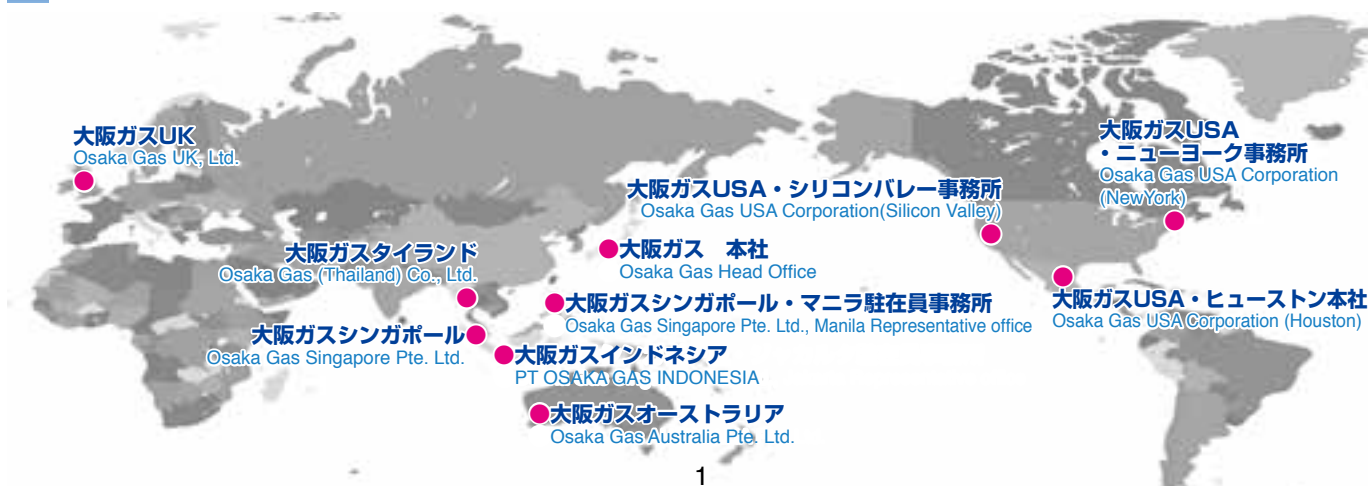 大阪ガスUK
Osaka Gas UK, Ltd.
大阪ガスUSA
・ニューヨーク事務所
Osaka Gas USA Corporation
(NewYork)
大阪ガスUSA・シリコンバレー事務所
Osaka Gas USA Corporation(Silicon Valley)
大阪ガスタイランド
Osaka Gas (Thailand) Co., Ltd.
大阪ガス　本社
Osaka Gas Head Office
大阪ガスシンガポール・マニラ駐在員事務所
Osaka Gas Singapore Pte. Ltd., Manila Representative office
大阪ガスUSA・ヒューストン本社
Osaka Gas USA Corporation (Houston)
大阪ガスシンガポール
Osaka Gas Singapore Pte. Ltd.
大阪ガスインドネシア
PT OSAKA GAS INDONESIA
大阪ガスオーストラリア
Osaka Gas Australia Pte. Ltd.
1